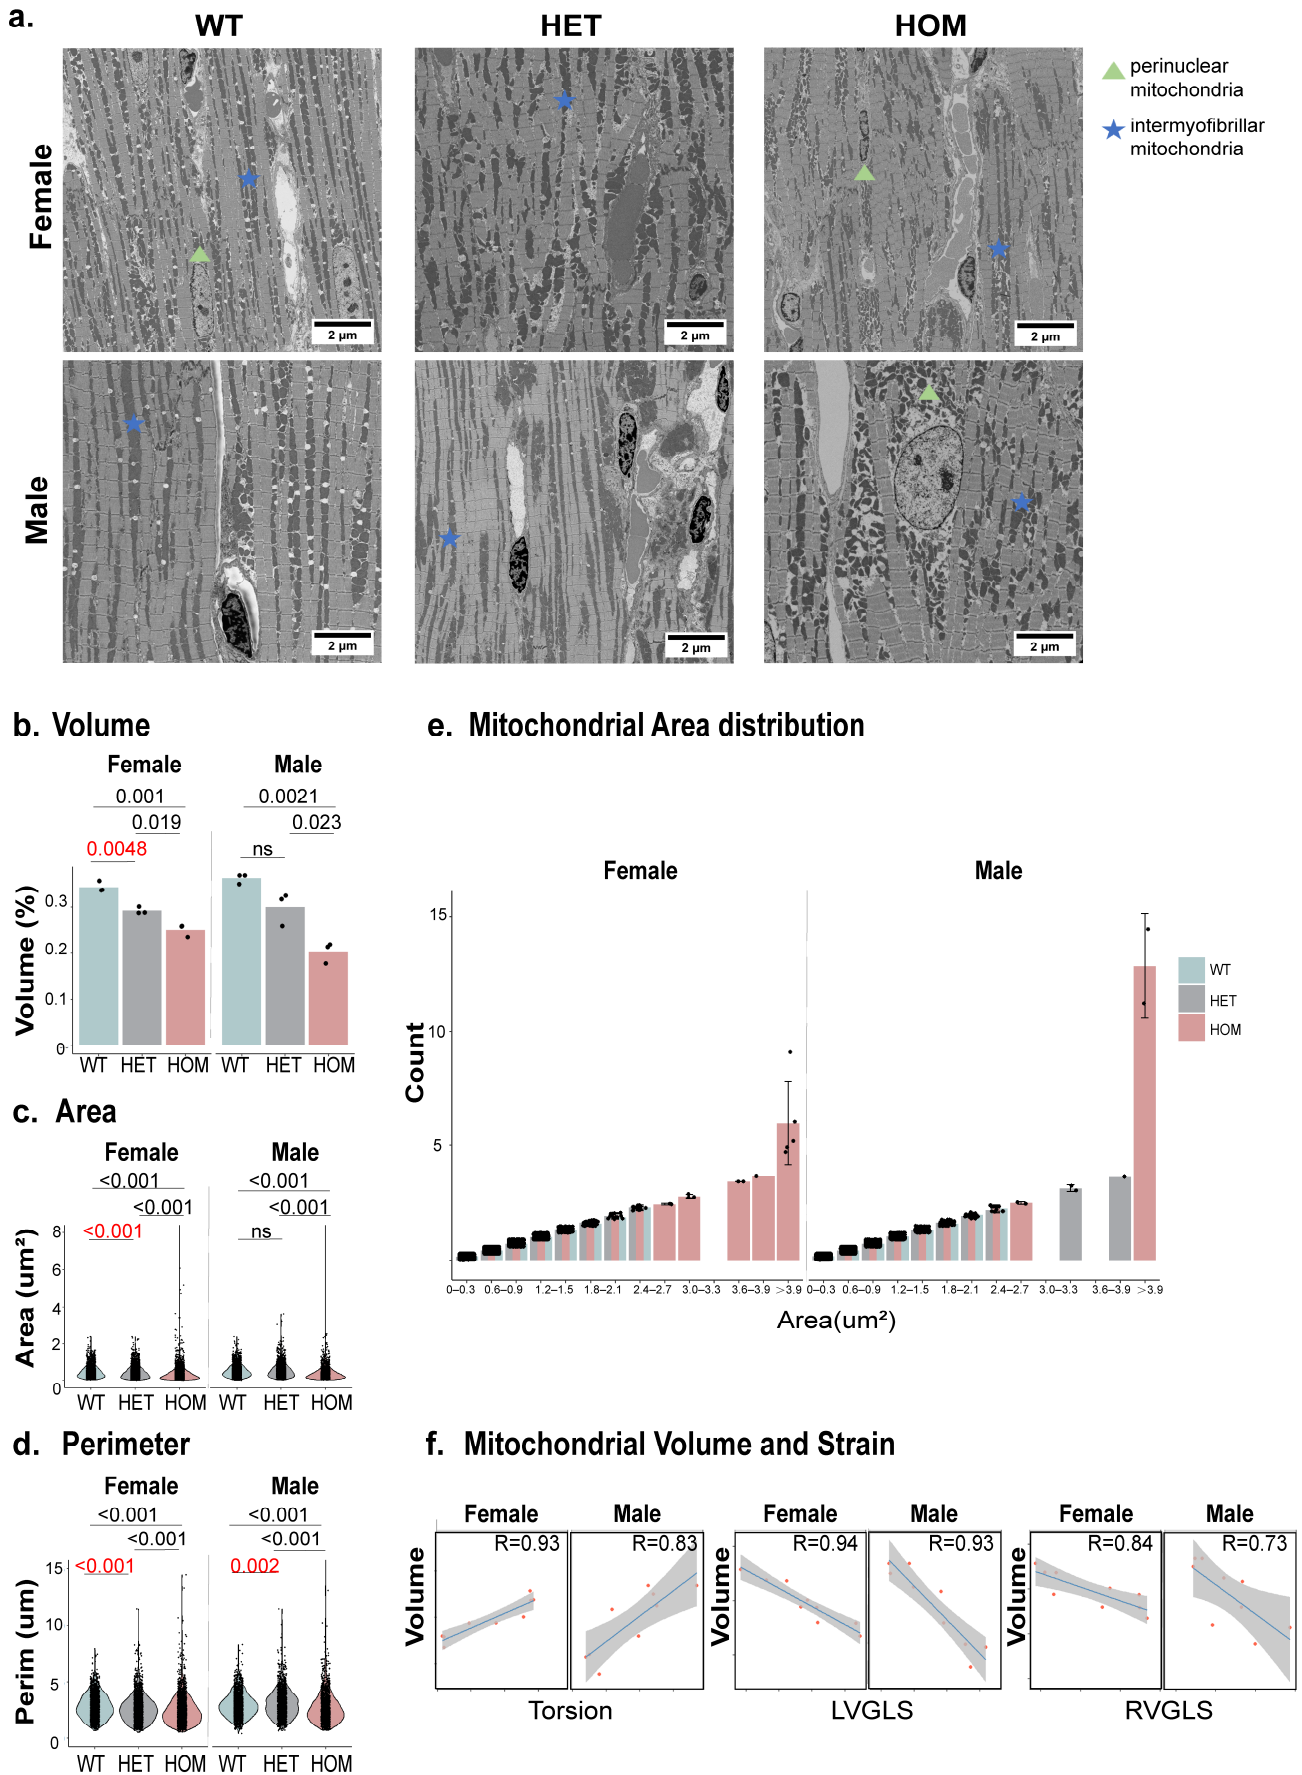 a.
WT HET HOM
Female
Male
perinuclear
mitochondria
intermyofibrillar
mitochondria
2 µm
2 µm
2 µm
2 µm
2 µm
2 µm
b. Volume
Female Male
0.001 0.0021
0.019 0.023
0.0048 ns
Volume (%)
0.3
0.2
0.1
0
WT HET HOM WT HET HOM
c. Area
Female Male
<0.001 <0.001
<0.001 <0.001
<0.001 ns
Area (um²)
8
6
4
2
0
WT HET HOM WT HET HOM
d. Perimeter
Female Male
<0.001 <0.001
<0.001 <0.001
<0.001 0.002
Perim (um)
15
10
5
0
WT HET HOM WT HET HOM
e. Mitochondrial Area distribution
Female Male
Count
15
10
5
0–0.3 0.6–0.9 1.2–1.5 1.8–2.1 2.4–2.7 3.0–3.3 3.6–3.9 >3.9 0–0.3 0.6–0.9 1.2–1.5 1.8–2.1 2.4–2.7 3.0–3.3 3.6–3.9 >3.9
Area(um²)
WT
HET
HOM
f. Mitochondrial Volume and Strain
Female Male Female Male Female Male
R=0.93 R=0.83 R=0.94 R=0.93 R=0.84 R=0.73
Volume Volume Volume
Torsion LVGLS RVGLS